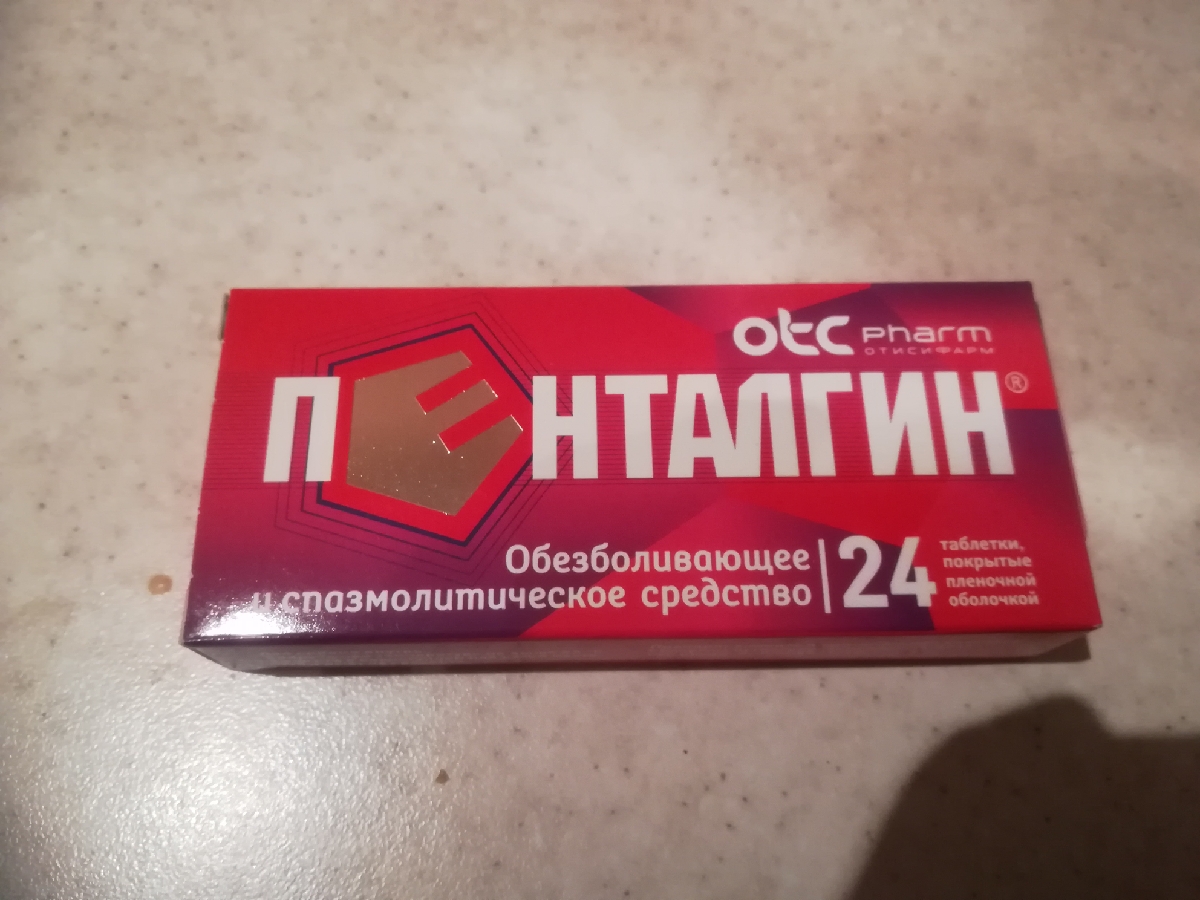 otc Pharm
ОТИСИФАРМ
ПЕНТАЛГИН®
Обезболивающее
и спазмолитическое средство
24
таблетки,
покрытые
пленочной
оболочкой